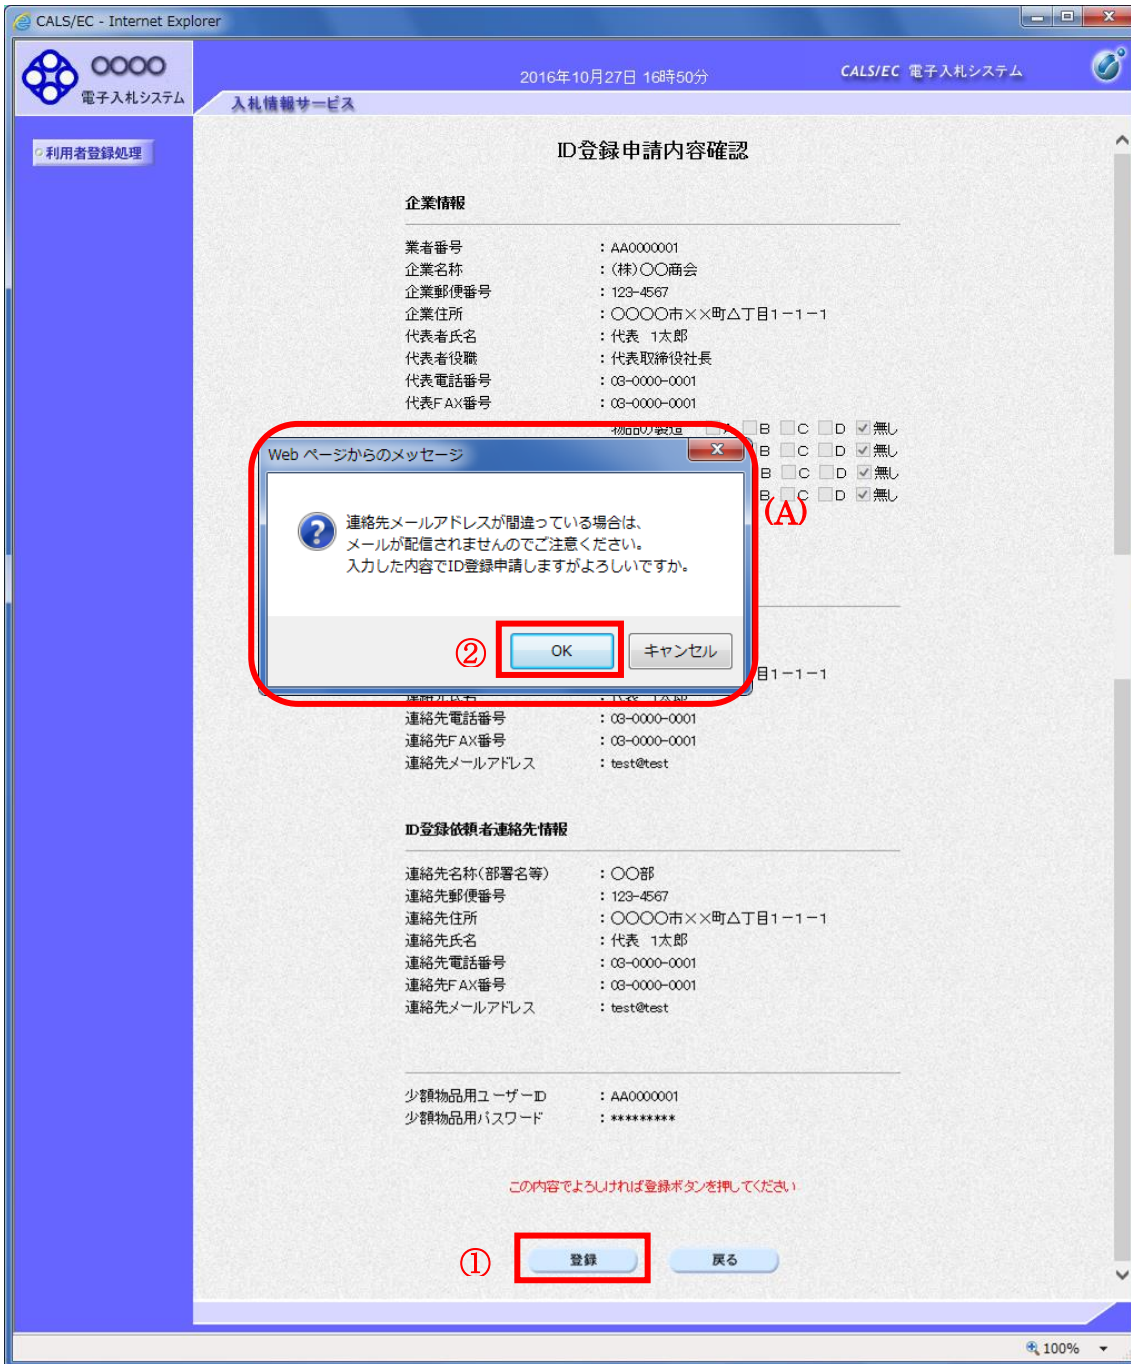 CALS/EC - Internet Explorer
○○○○
電子入札システム
2016年10月27日 16時50分
CALS/EC 電子入札システム
入札情報サービス
利用者登録処理
ID登録申請内容確認
企業情報
業者番号 ：AA0000001
企業名称 ：(株)○○商会
企業郵便番号 ：123-4567
企業住所 ：○○○○市××町△丁目1-1-1
代表者氏名 ：代表 1太郎
代表者役職 ：代表取締役社長
代表電話番号 ：03-0000-0001
代表FAX番号 ：03-0000-0001
物品の製造 A B C D 無し
B C D 無し
B C D 無し
B C D 無し
(A)
Web ページからのメッセージ
連絡先メールアドレスが間違っている場合は、
メールが配信されませんのでご注意ください。
入力した内容でID登録申請しますがよろしいですか。
② OK キャンセル
目1-1-1
連絡先氏名 ：代表 1太郎
連絡先電話番号 ：03-0000-0001
連絡先FAX番号 ：03-0000-0001
連絡先メールアドレス ：test@test
ID登録依頼者連絡先情報
連絡先名称(部署名等) ：○○部
連絡先郵便番号 ：123-4567
連絡先住所 ：○○○○市××町△丁目1-1-1
連絡先氏名 ：代表 1太郎
連絡先電話番号 ：03-0000-0001
連絡先FAX番号 ：03-0000-0001
連絡先メールアドレス ：test@test
少額物品用ユーザーID ：AA0000001
少額物品用パスワード ：*********
この内容でよろしければ登録ボタンを押してください
① 登録 戻る
100%